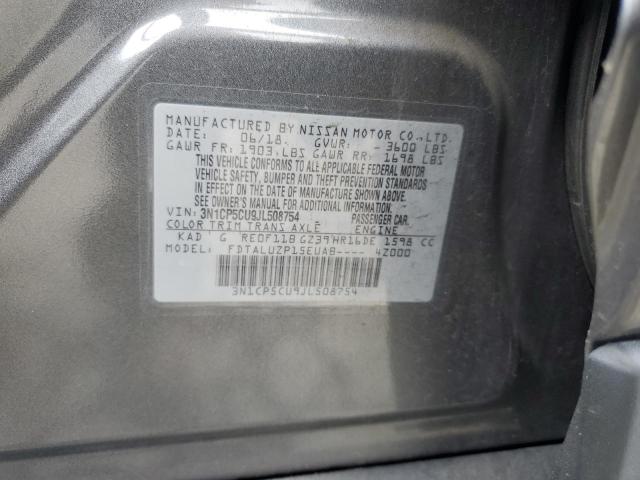 MANUFACTURED BY NISSAN MOTOR CO., LTD.
DATE: 06/18 GVWR: - 3600 LBS
GAWR FR: 1903 LBS GAWR RR: 1698 LBS
THIS VEHICLE CONFORMS TO ALL APPLICABLE FEDERAL MOTOR
VEHICLE SAFETY, BUMPER AND THEFT PREVENTION STANDARDS
IN EFFECT ON THE DATE OF MANUFACTURE SHOWN ABOVE.
SEE OWNER'S MANUAL FOR ADDITIONAL INFORMATION.
VIN: 3N1CP5CU9JL508754 PASSENGER CAR
COLOR TRIM TRANS AXLE ENGINE
KAD G RE0F11B GZ39 HR16DE 1598 CC
MODEL: FDTALUZP15EUAB---- 4Z000
3N1CP5CU9JL508754